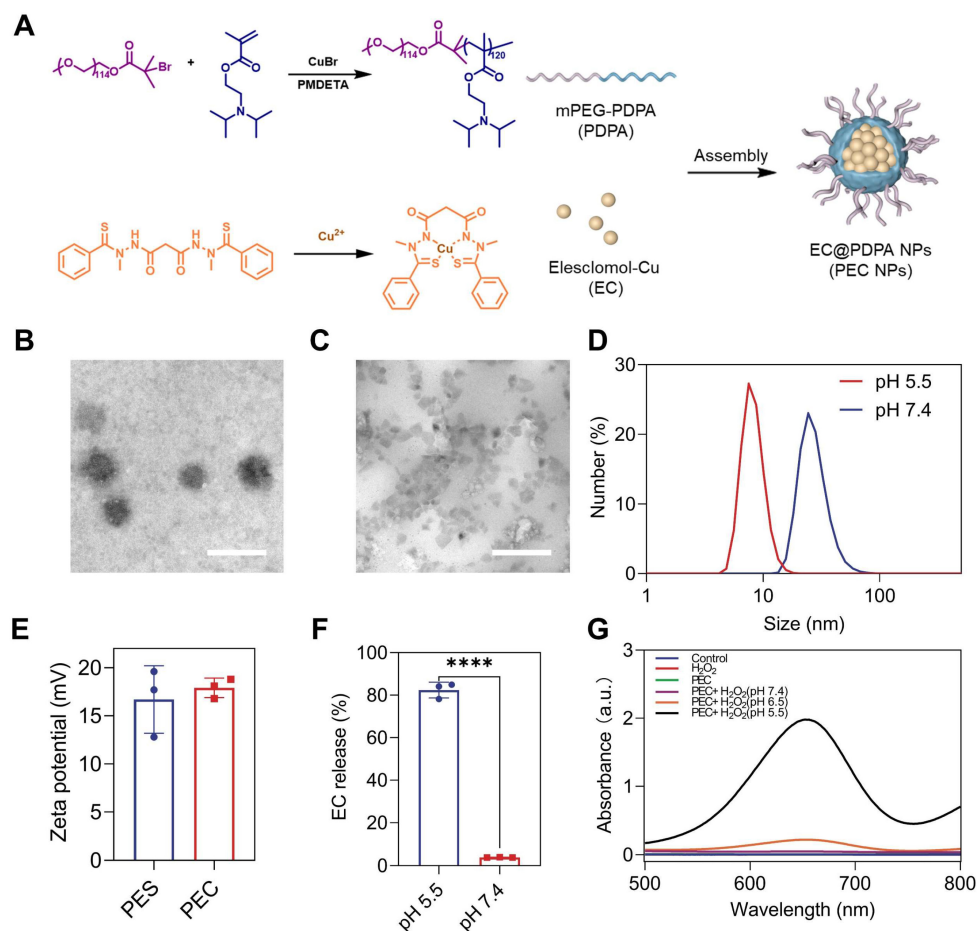 A
O
114
O
O
Br
+
O
O
N
CuBr
PMDETA
O
114
O
O
120
O
O
N
mPEG-PDPA
(PDPA)
Assembly
EC@PDPA NPs
(PEC NPs)
S
N
H
N
O
O
H
N
N
S
Cu2+
O
O
N
N
N
Cu
N
S
S
Elesclomol-Cu
(EC)
B
C
D
Number (%)
30
20
10
0
1
10
100
Size (nm)
pH 5.5
pH 7.4
E
Zeta potential (mV)
20
15
10
5
0
PES
PEC
F
EC release (%)
100
80
60
40
20
0
****
pH 5.5
pH 7.4
G
Absorbance (a.u.)
3
2
1
0
Control
H2O2
PEC
PEC+ H2O2(pH 7.4)
PEC+ H2O2(pH 6.5)
PEC+ H2O2(pH 5.5)
500
600
700
800
Wavelength (nm)